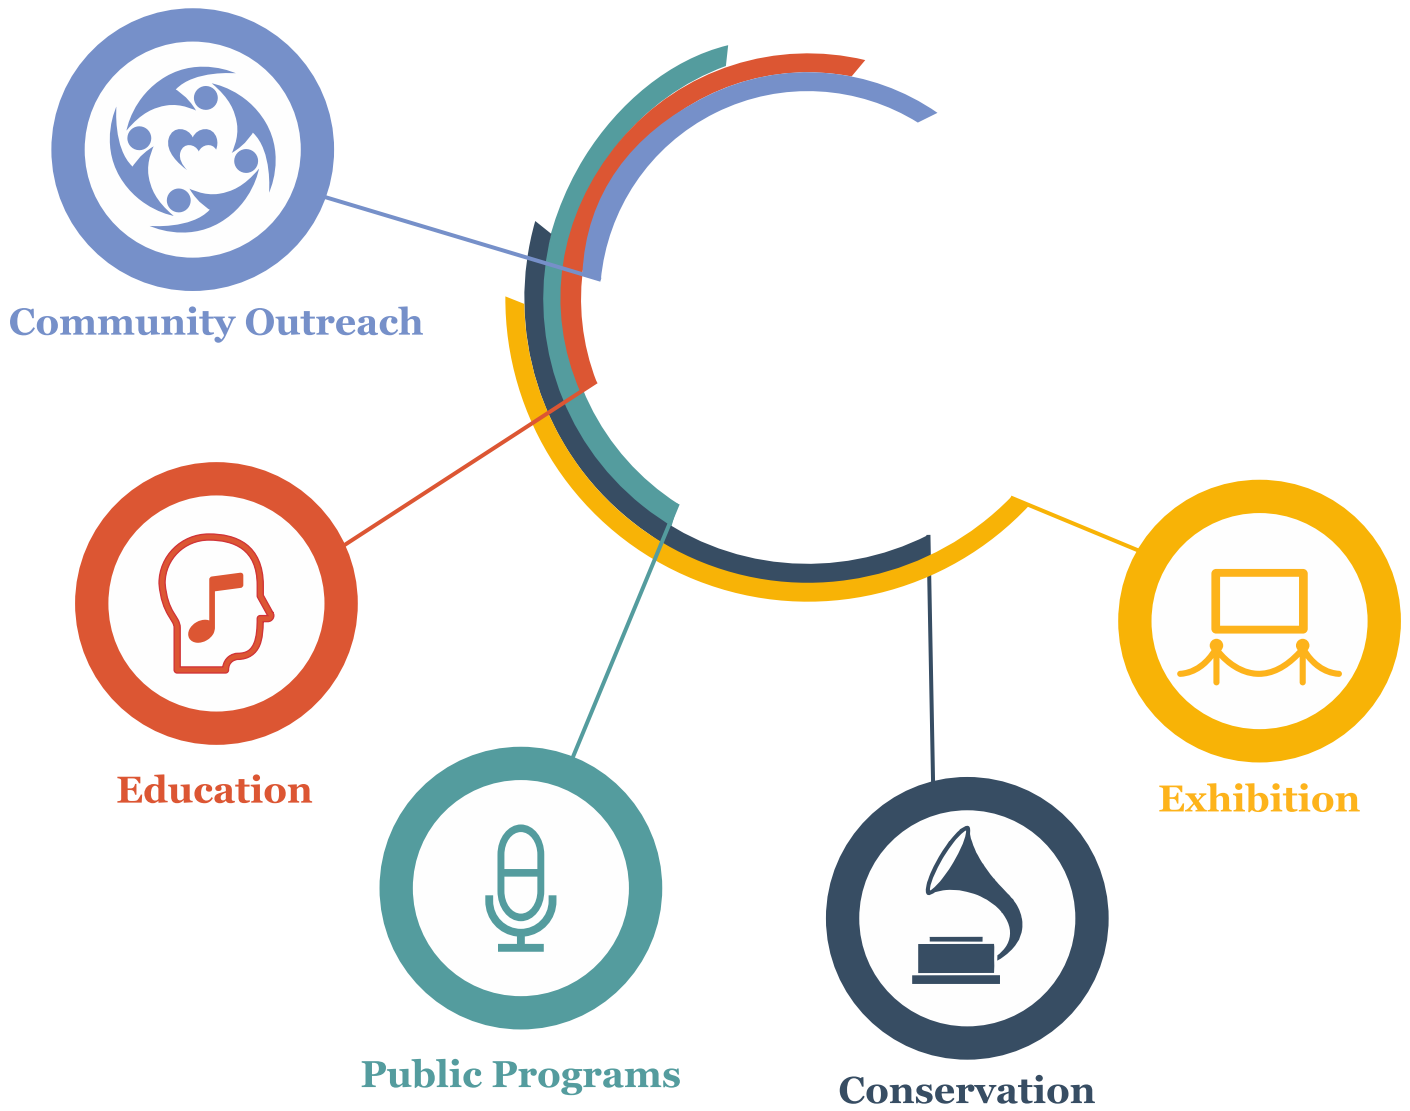 Community Outreach
Education
Exhibition
Public Programs
Conservation